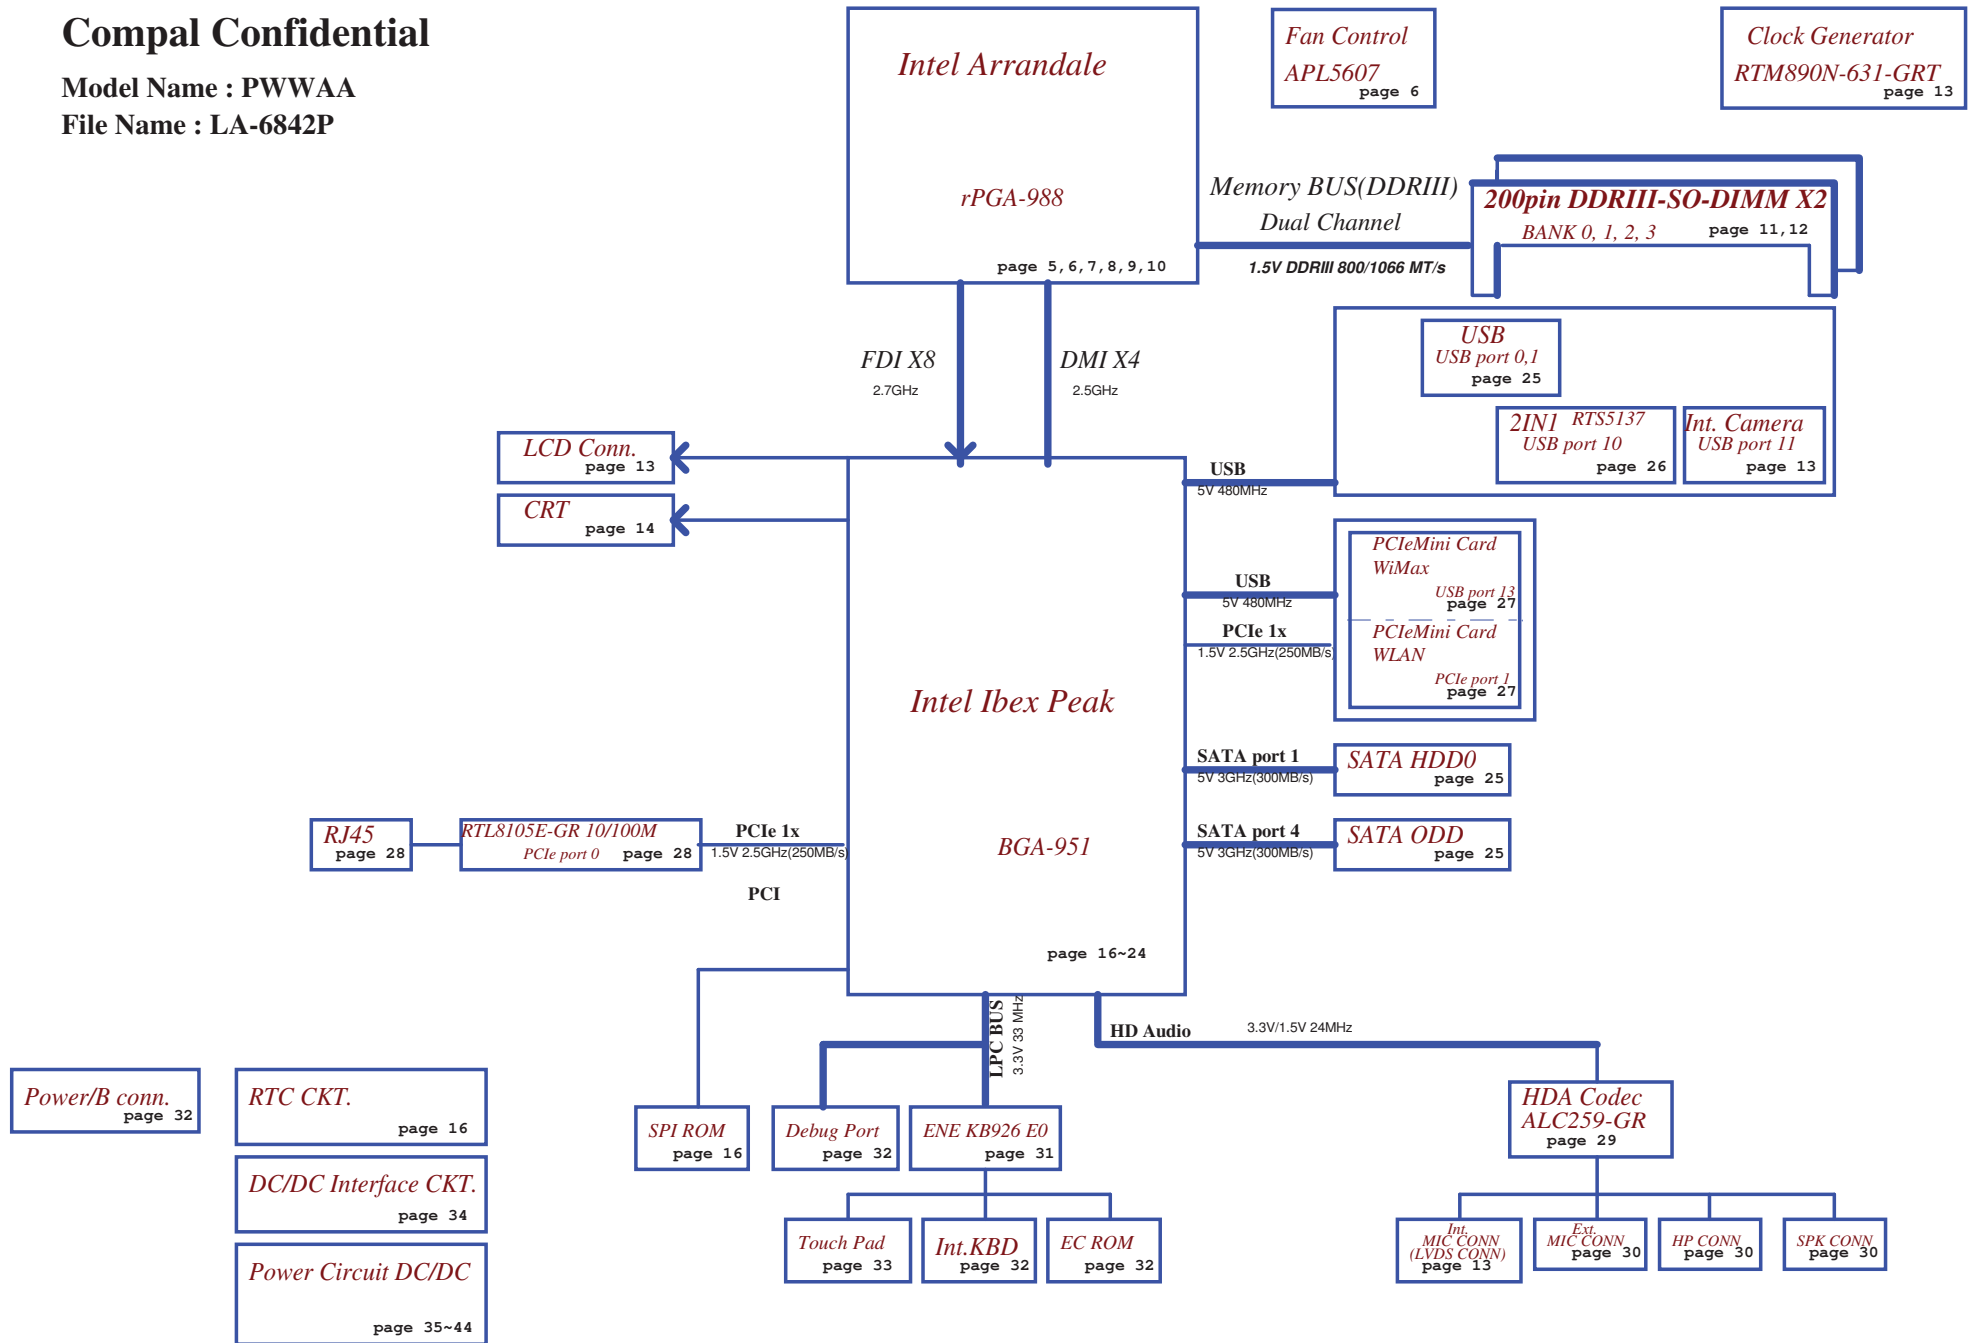 Compal Confidential
Model Name : PWWAA
File Name : LA-6842P
Intel Arrandale
rPGA-988
page 5,6,7,8,9,10
Fan Control
APL5607
page 6
Clock Generator
RTM890N-631-GRT
page 13
Memory BUS(DDRIII)
Dual Channel
1.5V DDRIII 800/1066 MT/s
200pin DDRIII-SO-DIMM X2
BANK 0, 1, 2, 3
page 11,12
FDI X8
2.7GHz
DMI X4
2.5GHz
USB
USB port 0,1
page 25
2IN1 RTS5137
USB port 10
page 26
Int. Camera
USB port 11
page 13
LCD Conn.
page 13
CRT
page 14
USB
5V 480MHz
USB
5V 480MHz
PCIe 1x
1.5V 2.5GHz(250MB/s)
PCIeMini Card
WiMax
USB port 13
page 27
PCIeMini Card
WLAN
PCIe port 1
page 27
Intel Ibex Peak
BGA-951
page 16~24
SATA port 1
5V 3GHz(300MB/s)
SATA HDD0
page 25
SATA port 4
5V 3GHz(300MB/s)
SATA ODD
page 25
RJ45
page 28
RTL8105E-GR 10/100M
PCIe port 0 page 28
PCIe 1x
1.5V 2.5GHz(250MB/s)
PCI
LPC BUS
3.3V 33 MHz
HD Audio
3.3V/1.5V 24MHz
Power/B conn.
page 32
RTC CKT.
page 16
DC/DC Interface CKT.
page 34
Power Circuit DC/DC
page 35~44
SPI ROM
page 16
Debug Port
page 32
ENE KB926 E0
page 31
HDA Codec
ALC259-GR
page 29
Touch Pad
page 33
Int.KBD
page 32
EC ROM
page 32
Int.
MIC CONN
(LVDS CONN)
page 13
Ext.
MIC CONN
page 30
HP CONN
page 30
SPK CONN
page 30